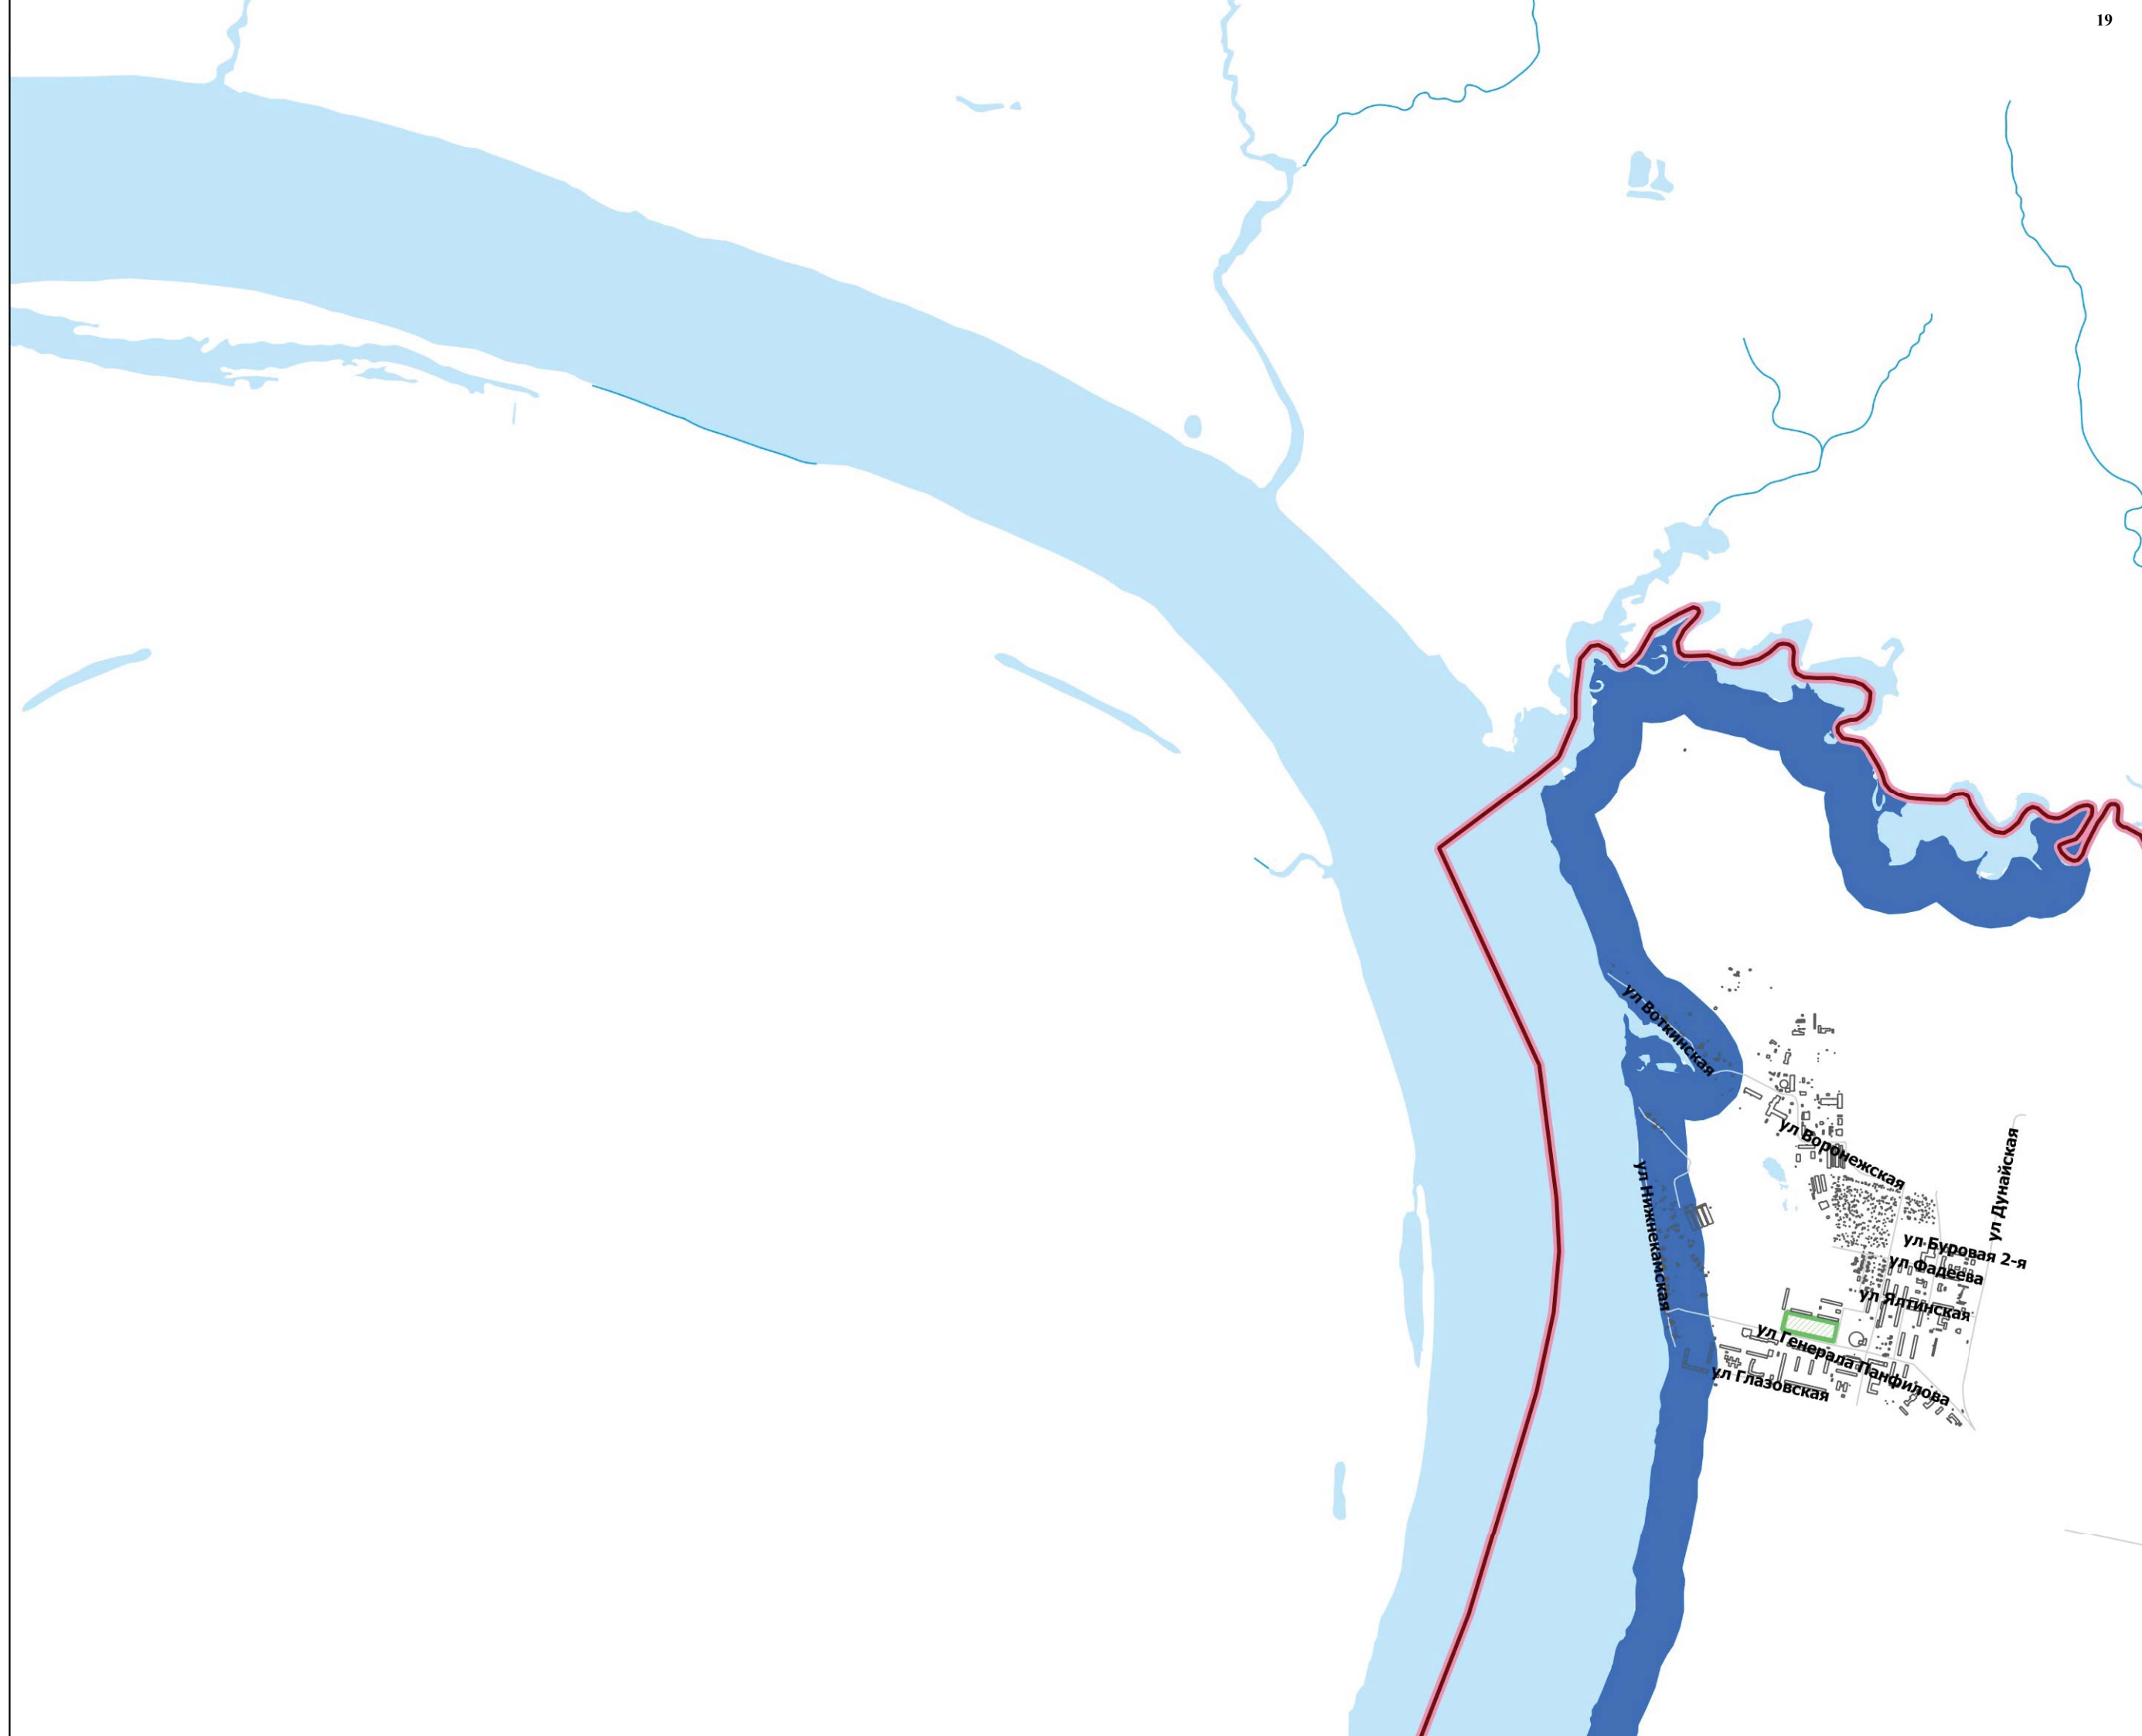 19
ул Воткинская
ул Воронежская
ул Дунайская
ул Нижнекамская
ул Буровая 2-я
ул Фадеева
ул Ялтинская
ул Генерала Панфилова
ул Глазовская